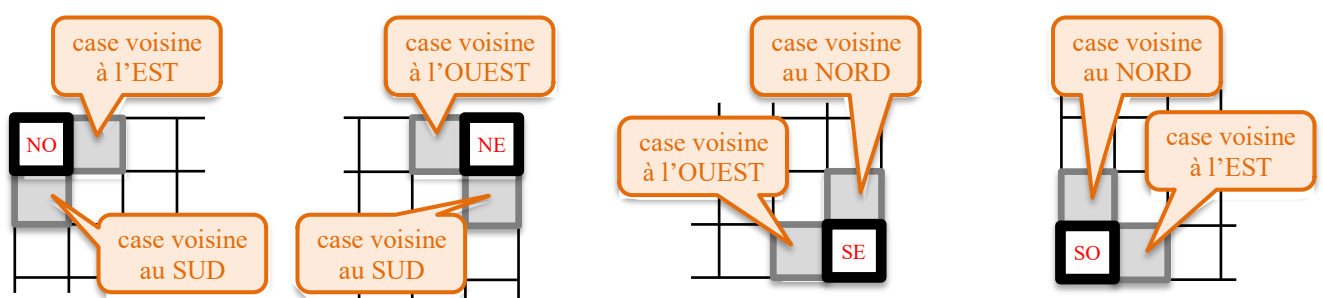 case voisine
à l’EST
NO
case voisine
au SUD
case voisine
à l’OUEST
NE
case voisine
au SUD
case voisine
au NORD
case voisine
à l’OUEST
SE
case voisine
au NORD
case voisine
à l’EST
SO